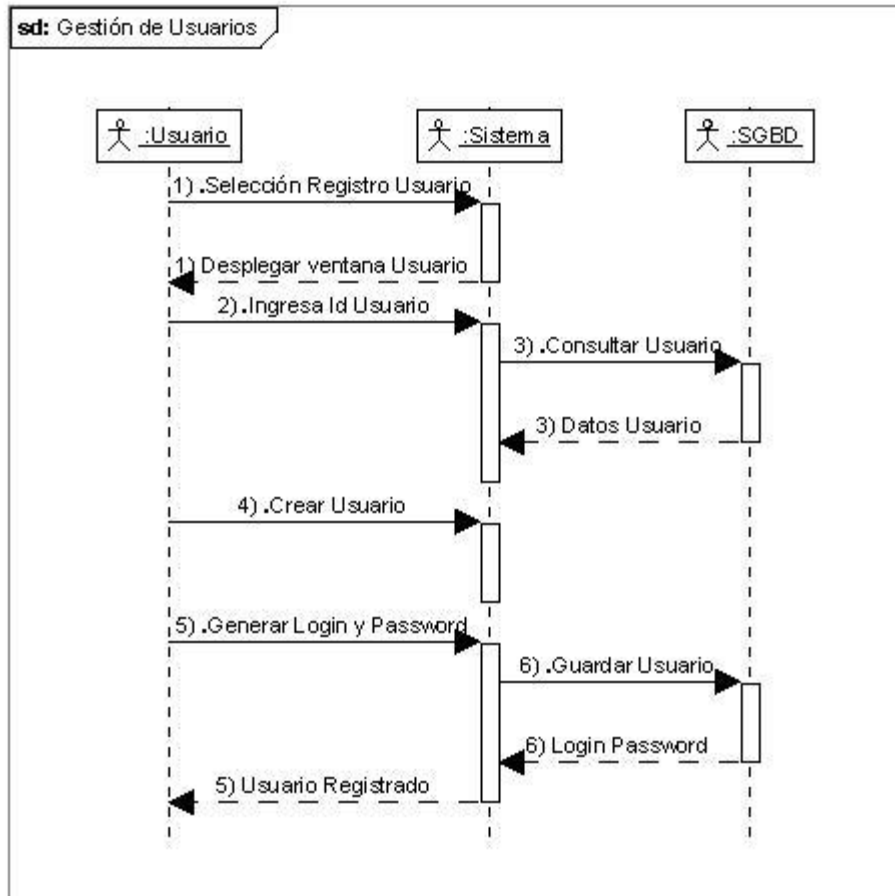 sd: Gestión de Usuarios
:Usuario
:Sistema
:SGBD
1) .Selección Registro Usuario
1) Desplegar ventana Usuario
2).Ingresa Id Usuario
3) .Consultar Usuario
3) Datos Usuario
4) .Crear Usuario
5) .Generar Login y Password
6) .Guardar Usuario
6) Login Password
5) Usuario Registrado